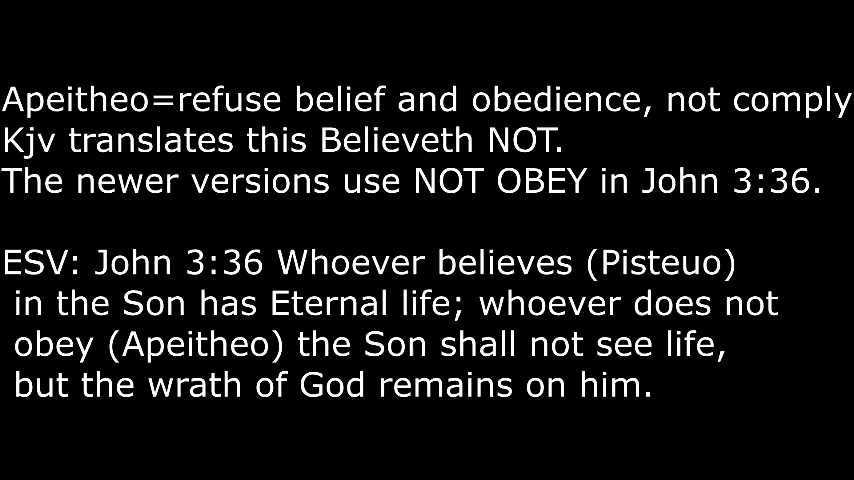 Apeitheo=refuse belief and obedience, not comply
Kjv translates this Believeth NOT.
The newer versions use NOT OBEY in John 3:36.
ESV: John 3:36 Whoever believes (Pisteuo)
in the Son has Eternal life; whoever does not
obey (Apeitheo) the Son shall not see life,
but the wrath of God remains on him.